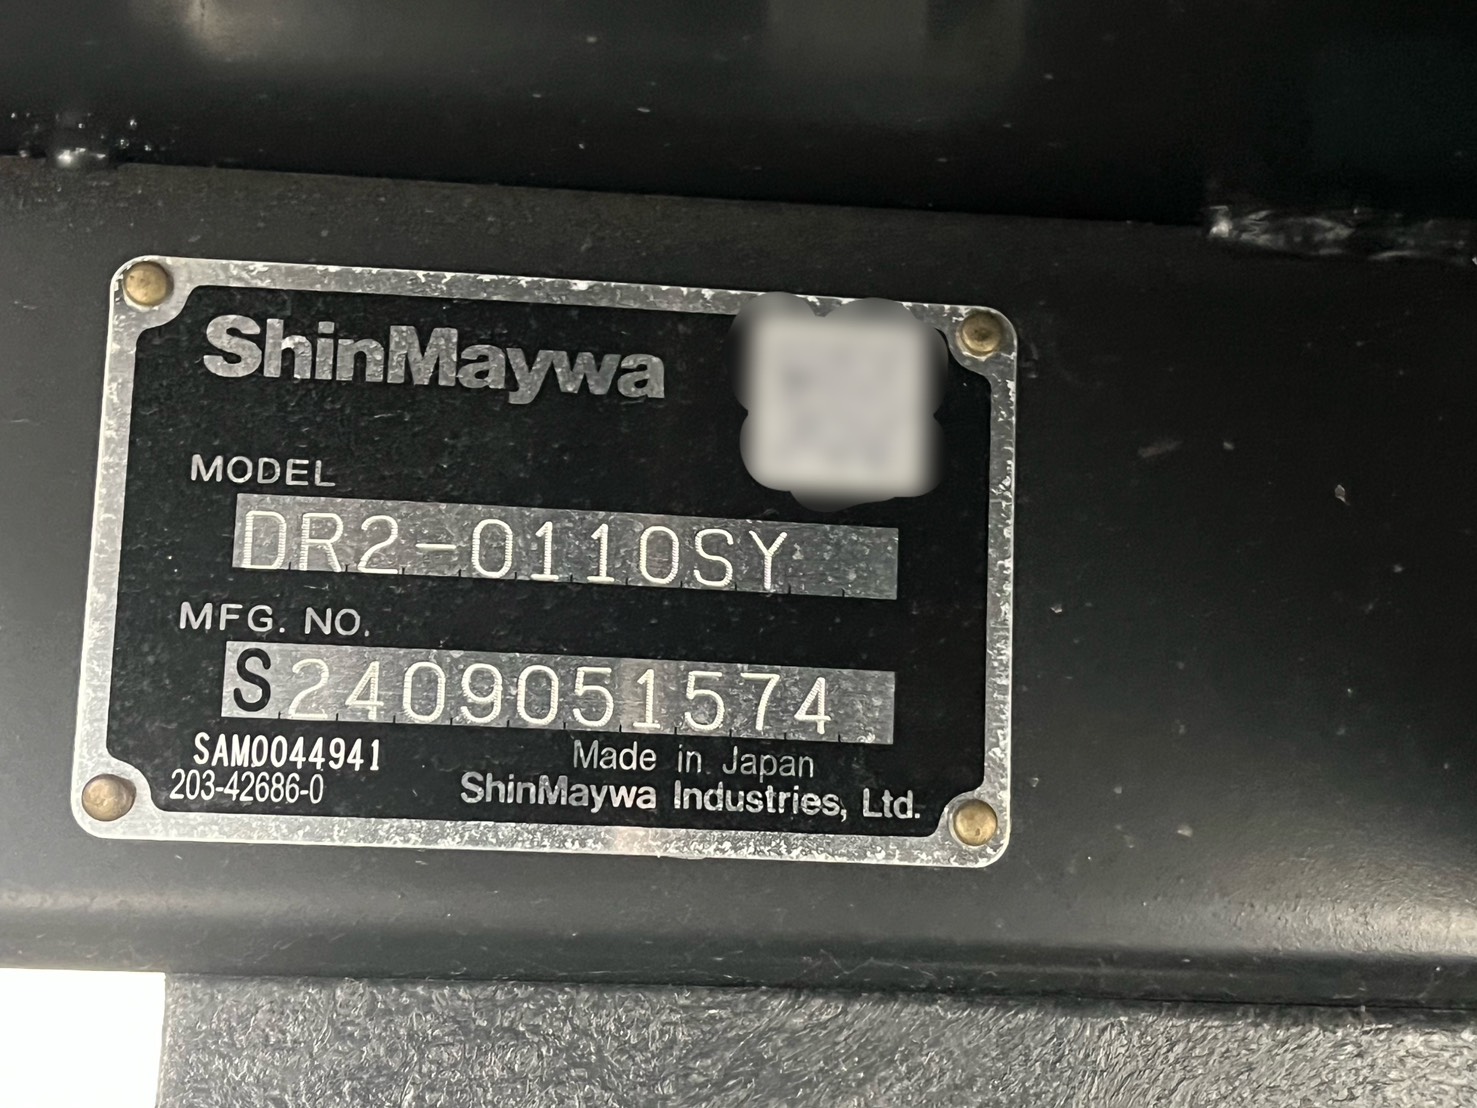 ShinMaywa
MODEL
DR2-0110SY
MFG. NO.
S2409051574
SAM0044941
Made in Japan
203-42686-0
ShinMaywa Industries, Ltd.